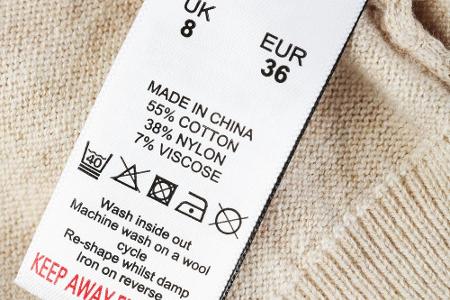 UK
8
EUR
36
MADE IN CHINA
55% COTTON
38% NYLON
7% VISCOSE
40
Wash inside out
Machine wash on a wool
cycle
Re-shape whilst damp
Iron on reverse
KEEP AWAY